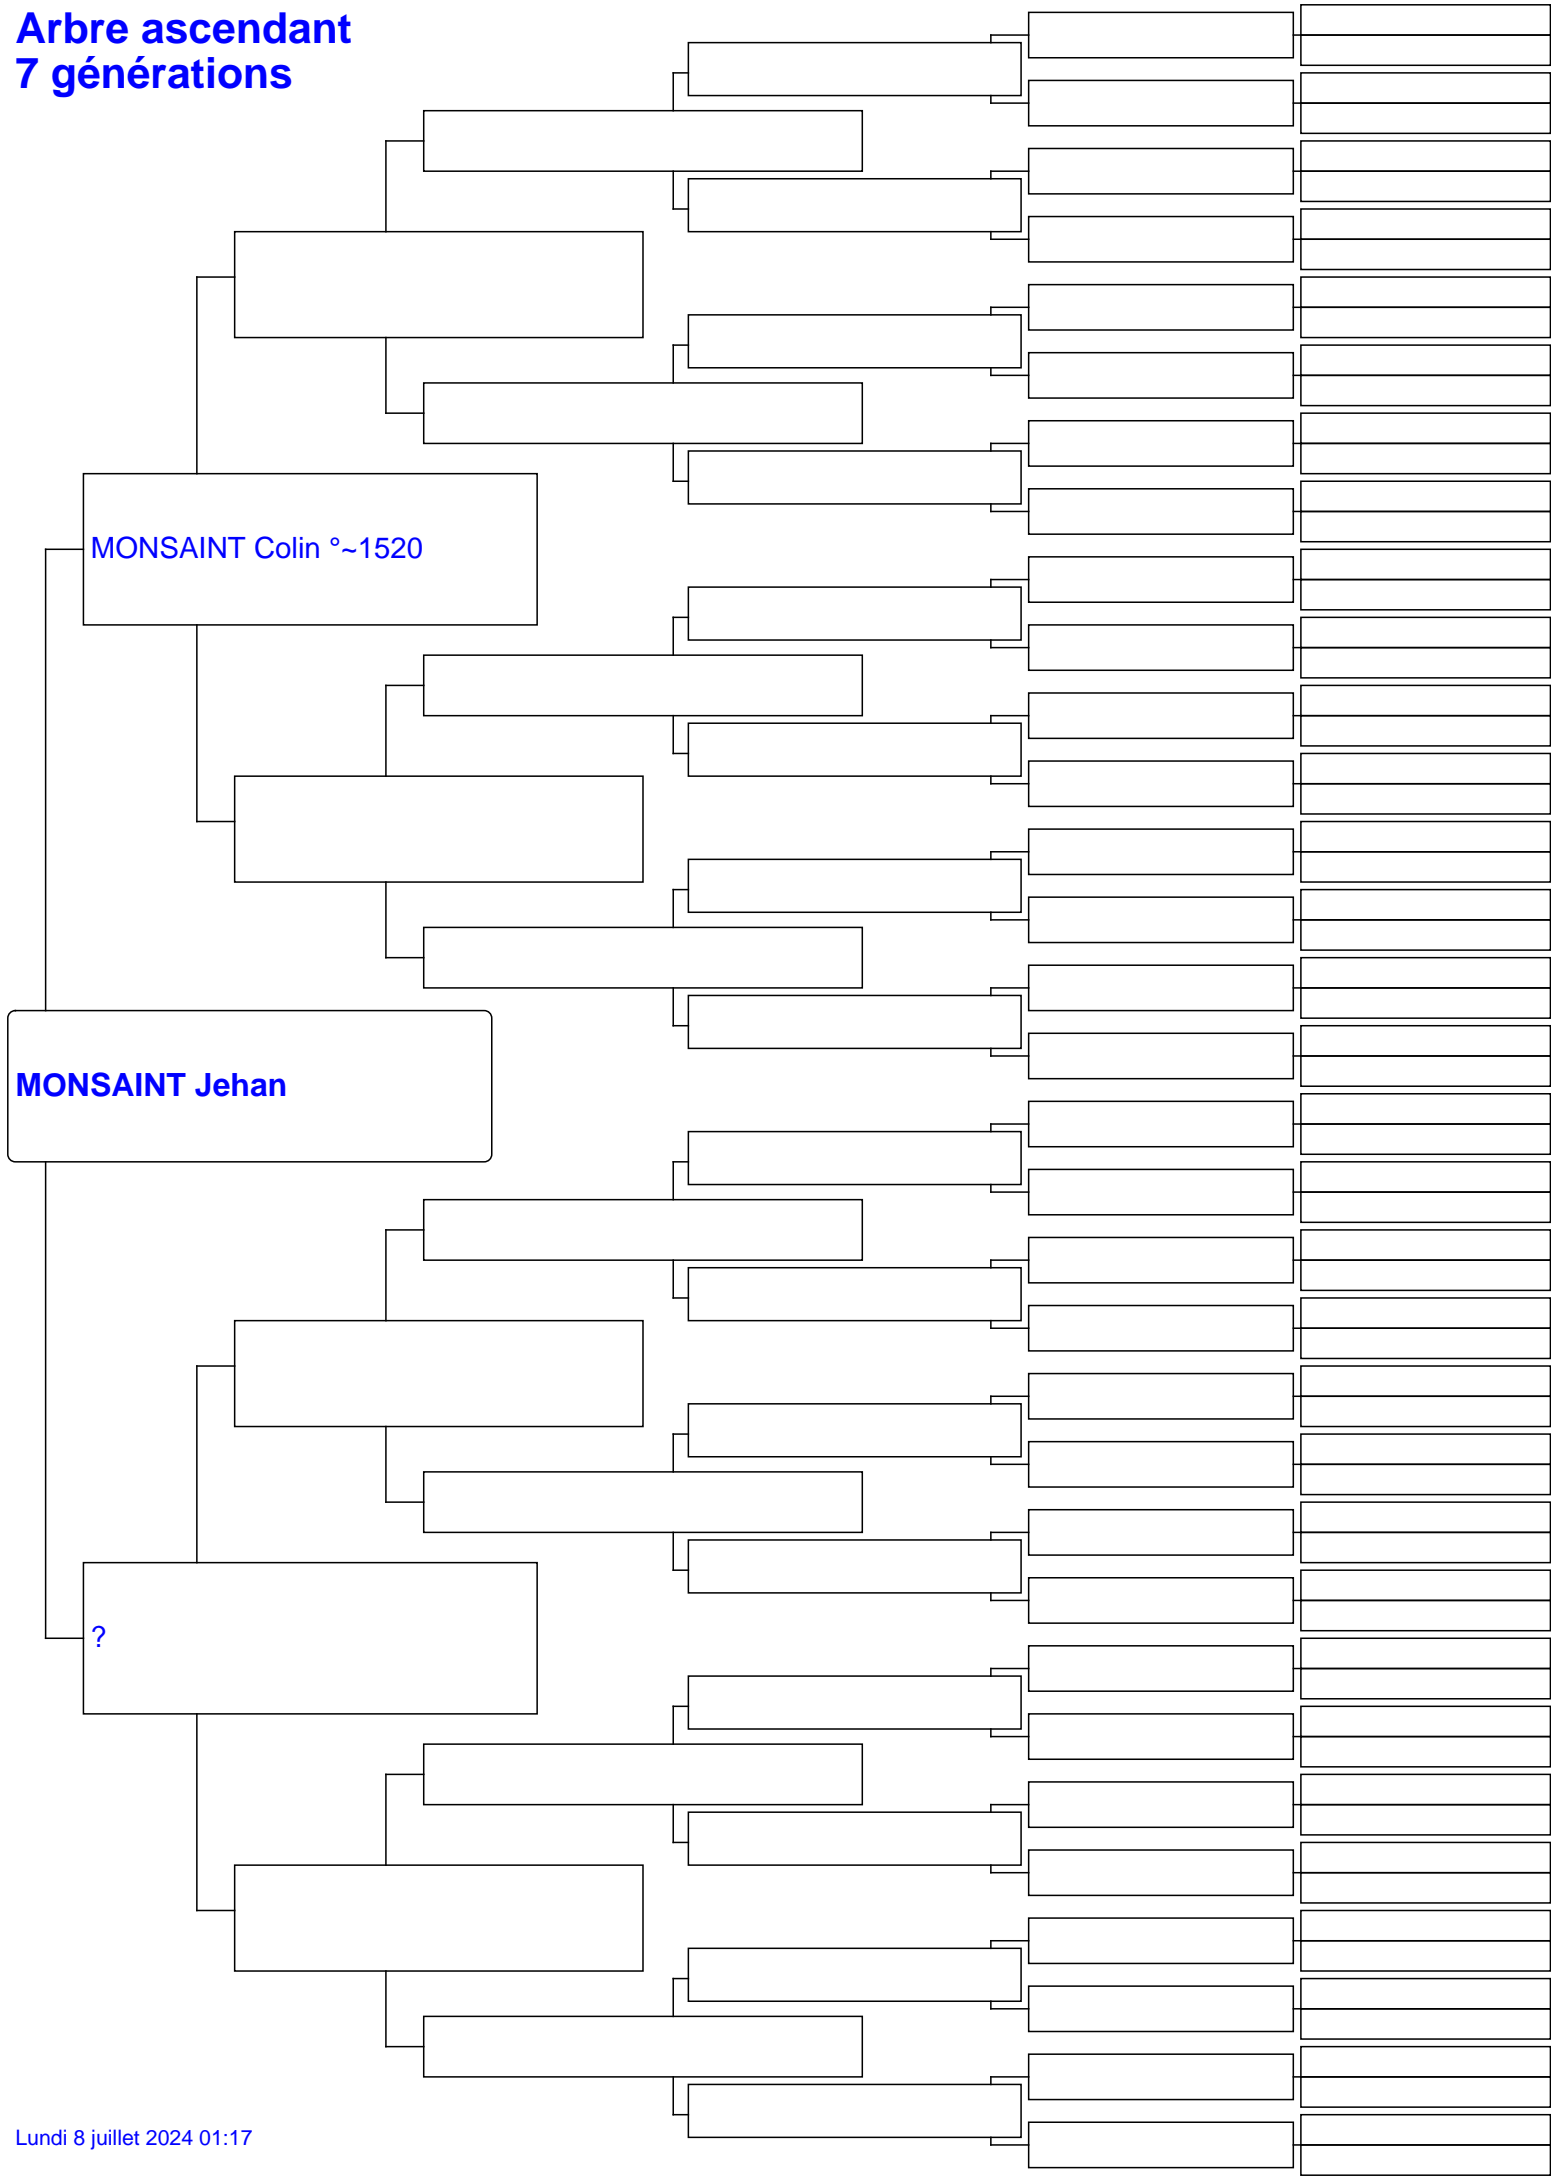 Arbre ascendant
7 générations
MONSAINT Colin °~1520
MONSAINT Jehan
?
Lundi 8 juillet 2024 01:17